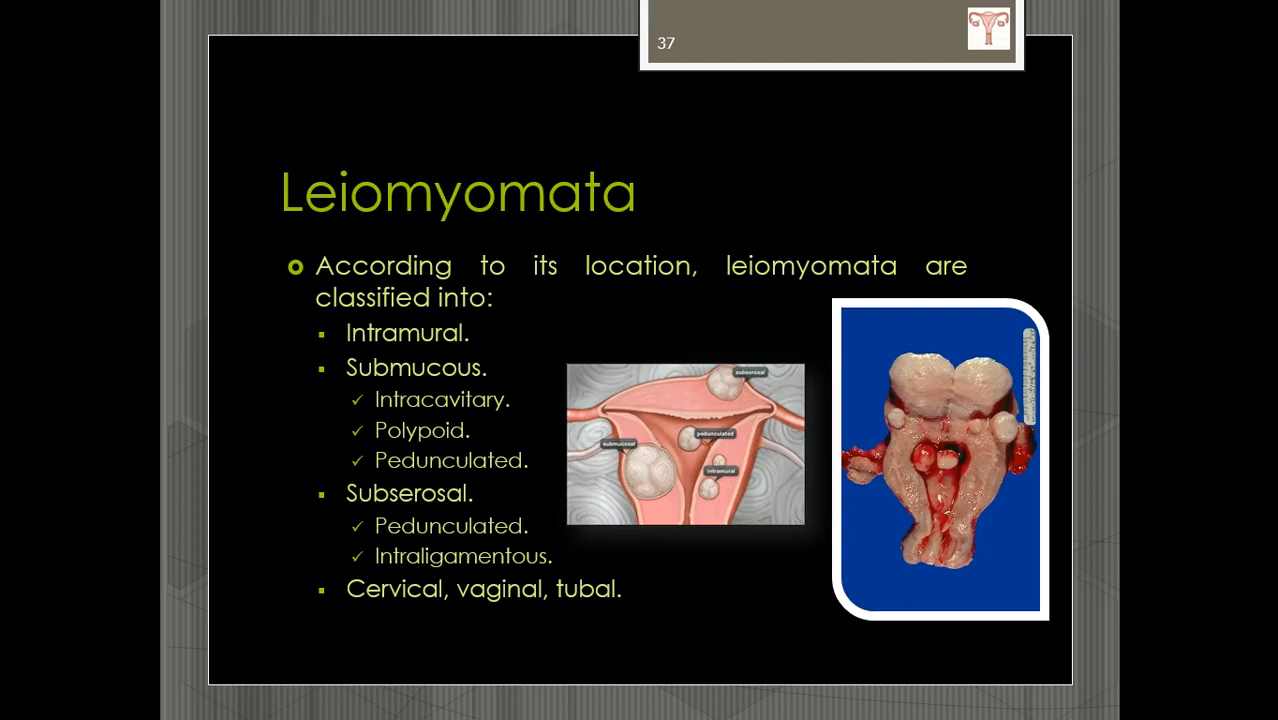 37
Leiomyomata
According to its location, leiomyomata are
classified into:
Intramural.
Submucous.
Intracavitary.
Polypoid.
Pedunculated.
Subserosal.
Pedunculated.
Intraligamentous.
Cervical, vaginal, tubal.
subserosal
pedunculated
submucosal
intramural